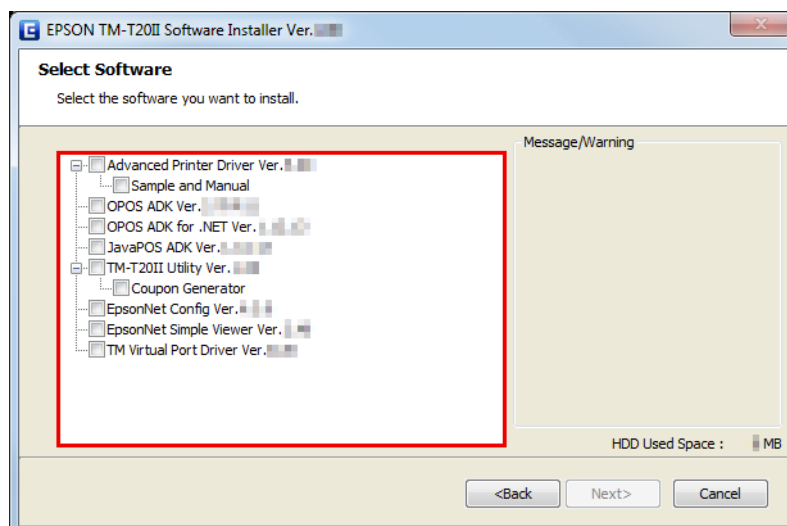 EPSON TM-T20II Software Installer Ver.
Select Software
Select the software you want to install.
Message/Warning
Advanced Printer Driver Ver.
Sample and Manual
OPOS ADK Ver.
OPOS ADK for .NET Ver.
JavaPOS ADK Ver.
TM-T20II Utility Ver.
Coupon Generator
EpsonNet Config Ver.
EpsonNet Simple Viewer Ver.
TM Virtual Port Driver Ver.
HDD Used Space : MB
<Back Next> Cancel